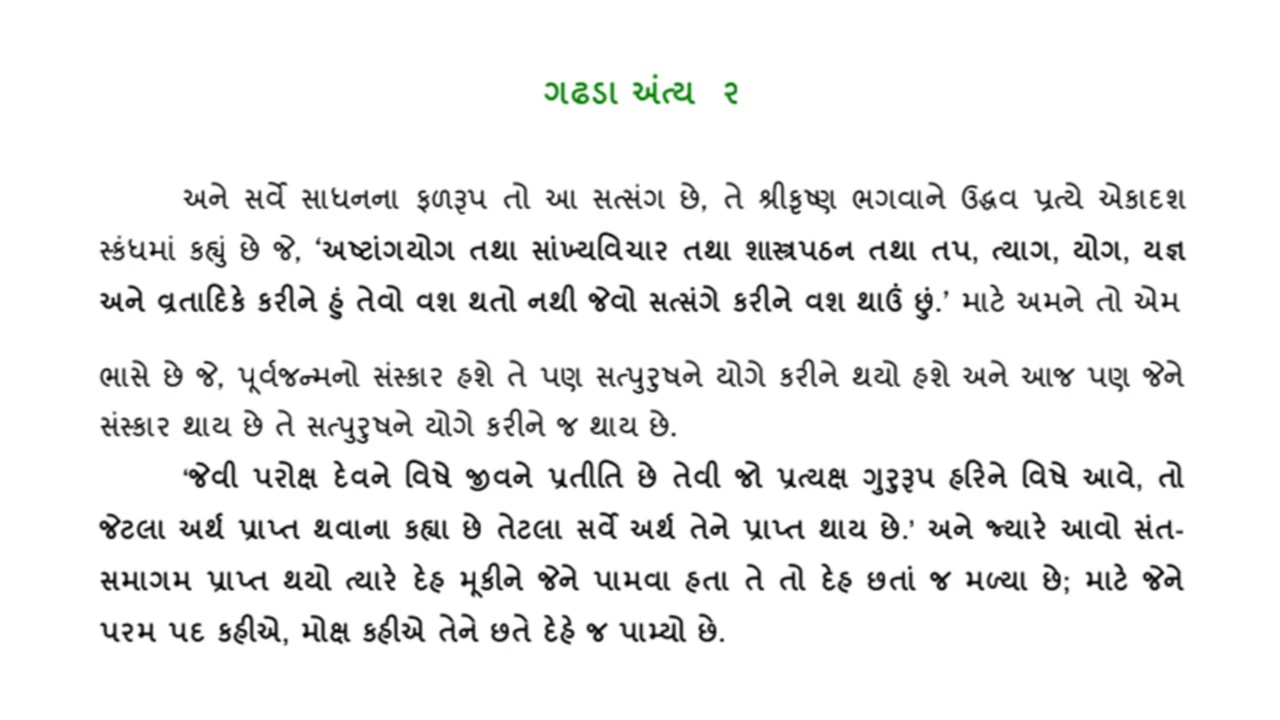 ગઢડા અંત્ય ૨
અને સર્વે સાધનના ફળરૂપ તો આ સત્સંગ છે, તે શ્રીકૃષ્ણ ભગવાને ઉદ્ધવ પ્રત્યે એકાદશ
સ્કંધમાં કહ્યું છે જે, ‘અષ્ટાંગયોગ તથા સાંખ્યવિચાર તથા શાસ્ત્રપઠન તથા તપ, ત્યાગ, યોગ, યજ્ઞ
અને વ્રતાદિકે કરીને હું તેવો વશ થતો નથી જેવો સત્સંગે કરીને વશ થાઉં છું.’ માટે અમને તો એમ
ભાસે છે જે, પૂર્વજન્મનો સંસ્કાર હશે તે પણ સત્પુરુષને યોગે કરીને થયો હશે અને આજ પણ જેને
સંસ્કાર થાય છે તે સત્પુરુષને યોગે કરીને જ થાય છે.
‘જેવી પરોક્ષ દેવને વિષે જીવને પ્રતીતિ છે તેવી જો પ્રત્યક્ષ ગુરુરૂપ હરિને વિષે આવે, તો
જેટલા અર્થ પ્રાપ્ત થવાના કહ્યા છે તેટલા સર્વે અર્થ તેને પ્રાપ્ત થાય છે.’ અને જ્યારે આવો સંત-
સમાગમ પ્રાપ્ત થયો ત્યારે દેહ મૂકીને જેને પામવા હતા તે તો દેહ છતાં જ મળ્યા છે; માટે જેને
પરમ પદ કહીએ, મોક્ષ કહીએ તેને છતે દેહે જ પામ્યો છે.